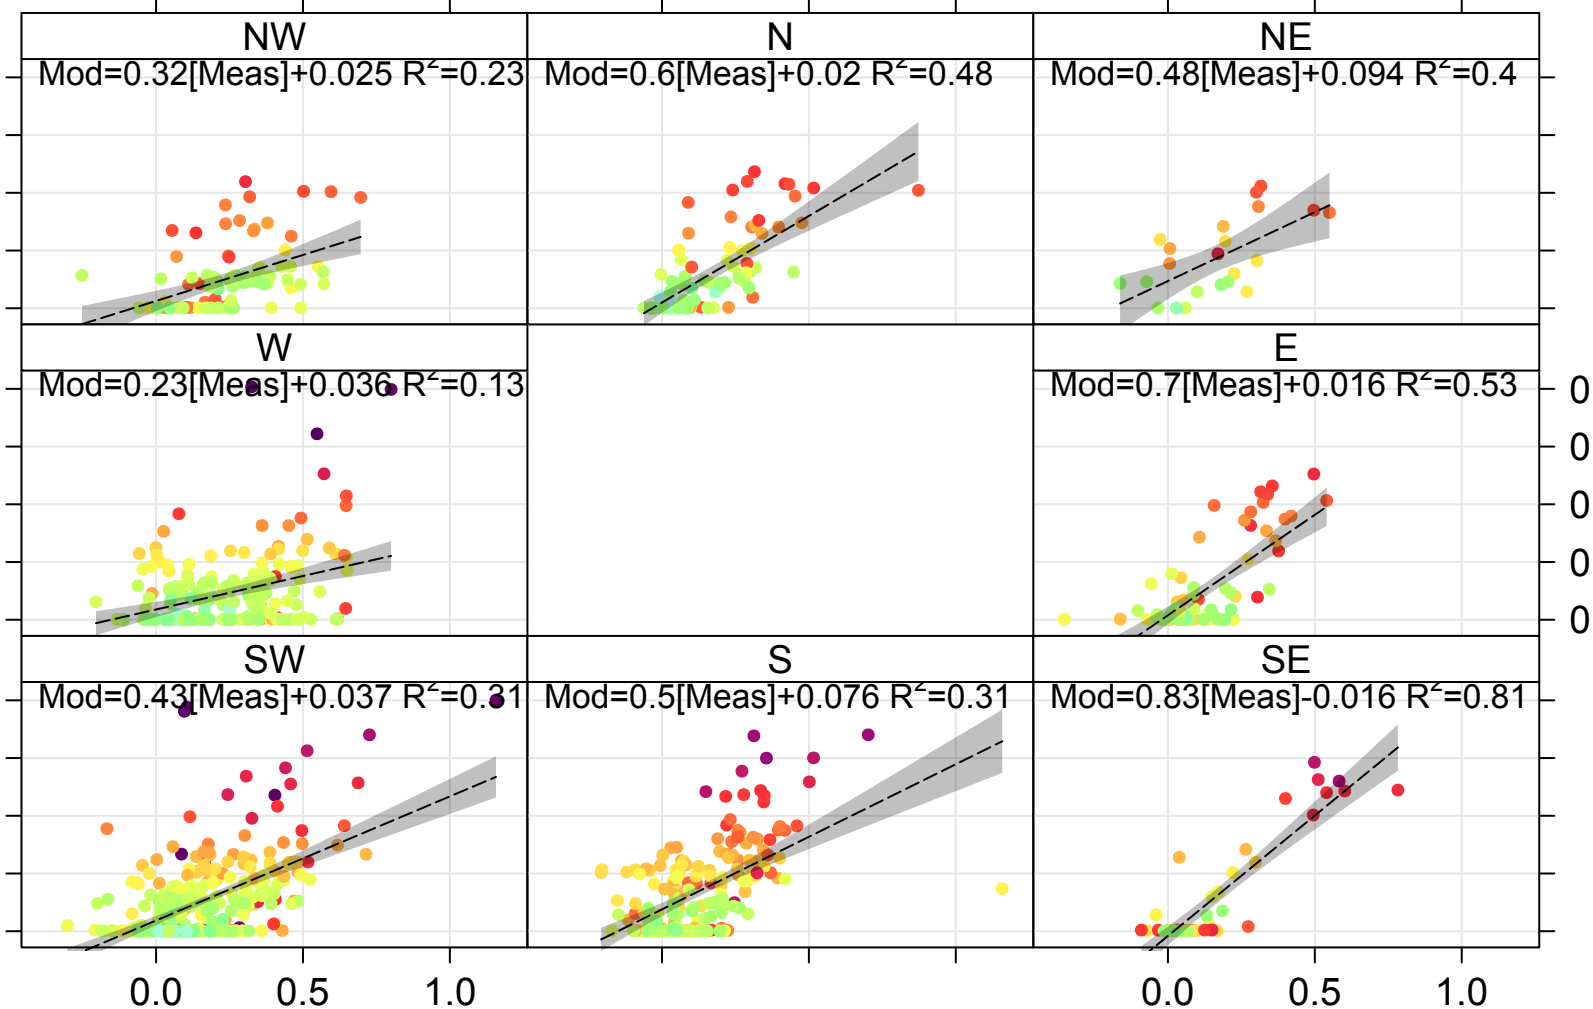 NW N NE
Mod=0.32[Meas]+0.025 R²=0.23 Mod=0.6[Meas]+0.02 R²=0.48 Mod=0.48[Meas]+0.094 R²=0.4
W E
Mod=0.23[Meas]+0.036 R²=0.13 Mod=0.7[Meas]+0.016 R²=0.53
0
0
0
0
0
SW S SE
Mod=0.43[Meas]+0.037 R²=0.31 Mod=0.5[Meas]+0.076 R²=0.31 Mod=0.83[Meas]-0.016 R²=0.81
0.0 0.5 1.0 0.0 0.5 1.0